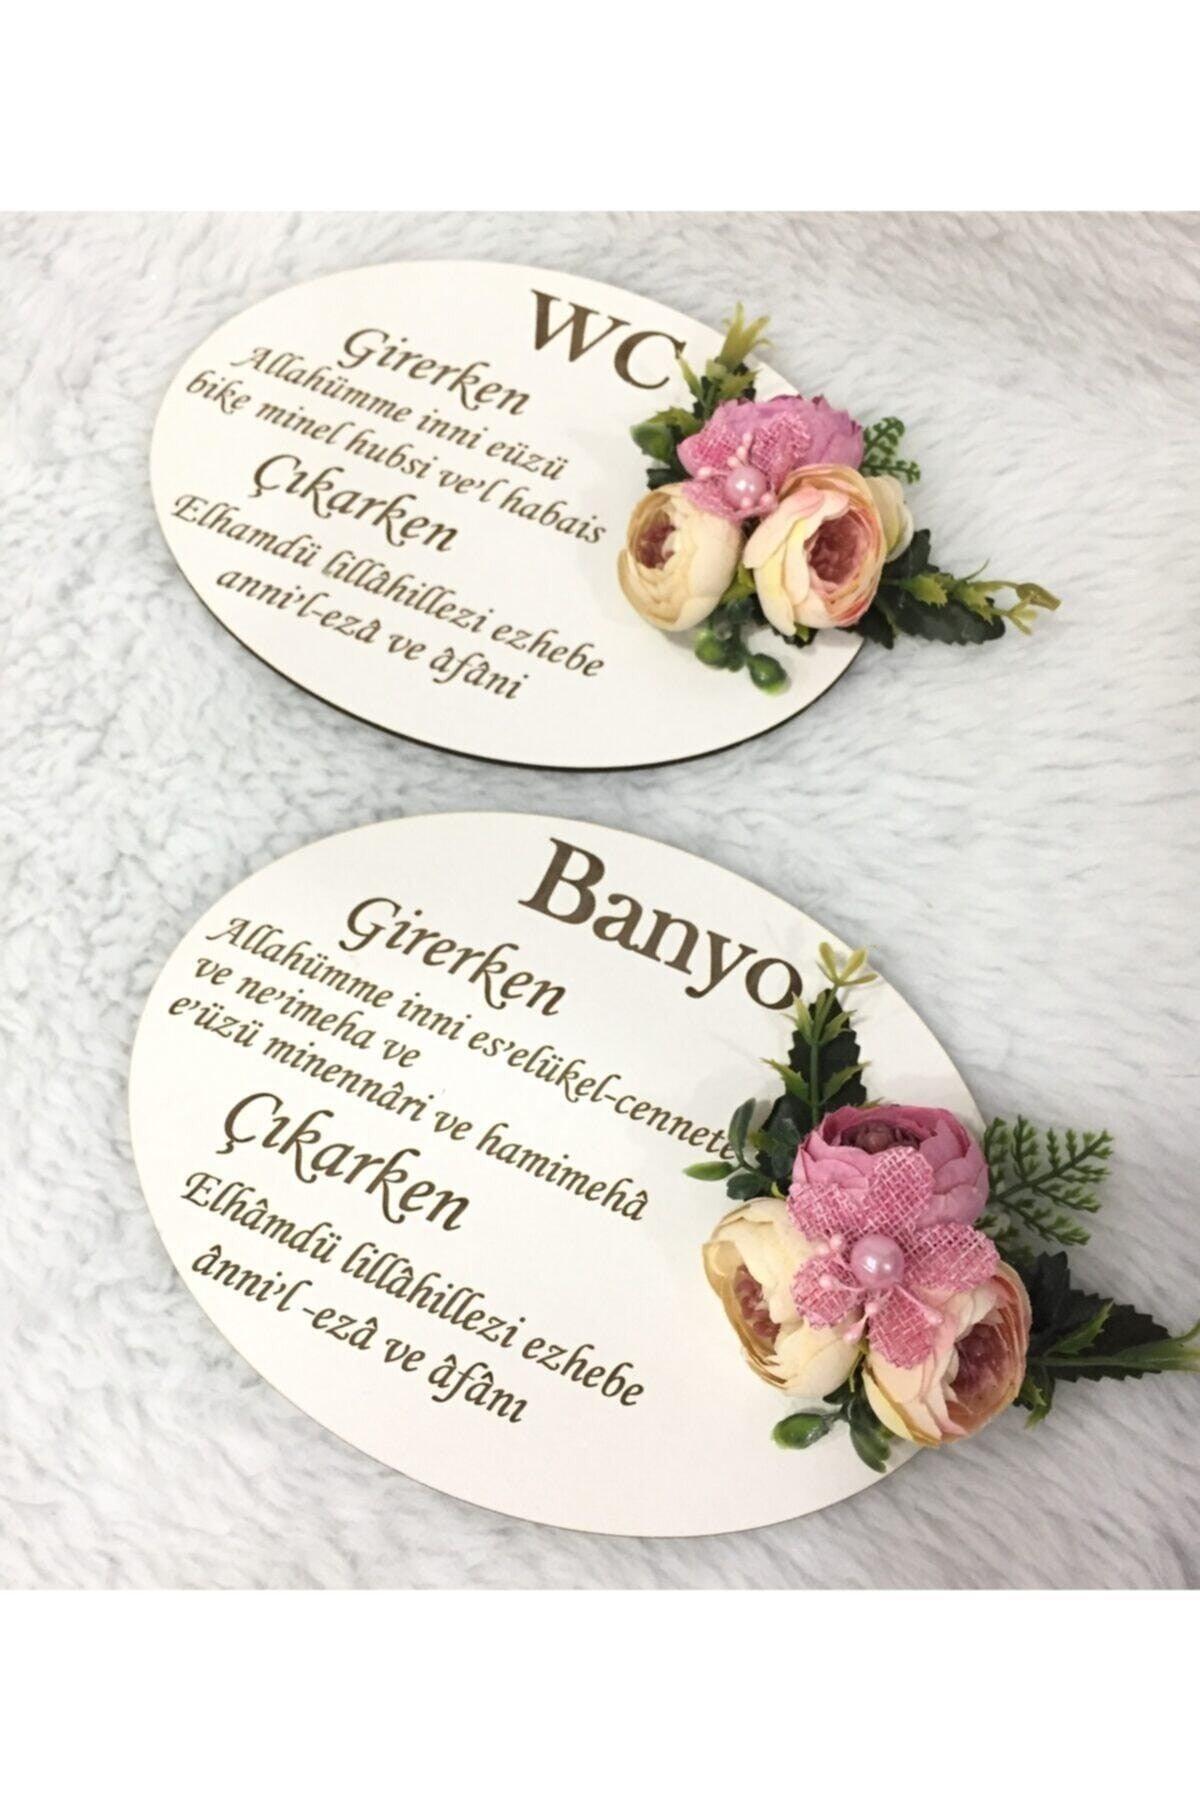 WC
Girerken
Allahümme inni eüzü
bike minel hubsi ve'l habais
Çıkarken
Elhamdü lillâhillezi ezhebe
anni'l-ezâ ve âfâni
Banyo
Girerken
Allahümme inni es'elükel-cennete
ve ne'imeha ve
e'üzü minennâri ve hamimehâ
Çıkarken
Elhâmdü lillâhillezi ezhebe
ânni'l -ezâ ve âfânı